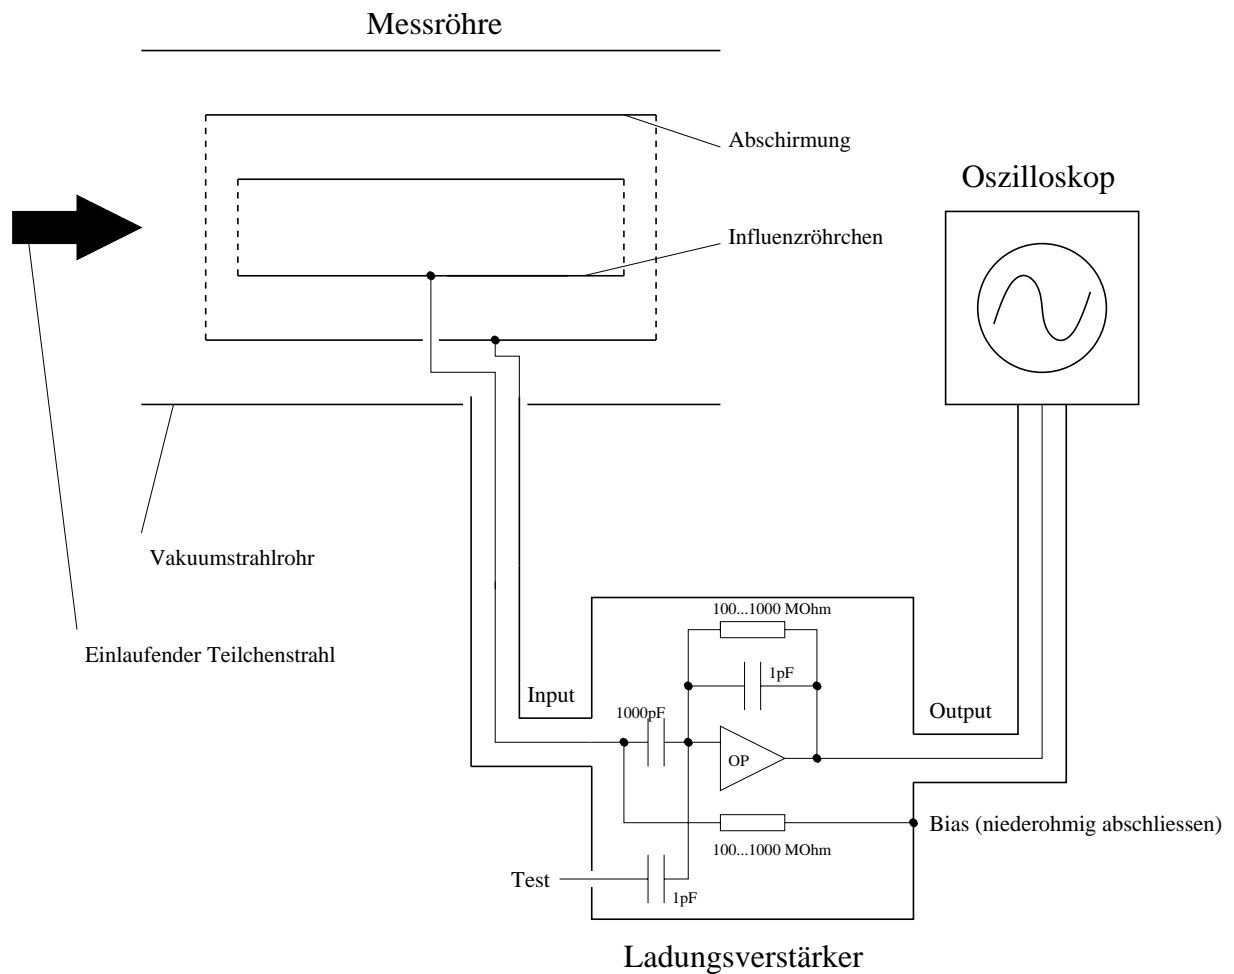 Messröhre
Abschirmung
Oszilloskop
Influenzröhrchen
Vakuumstrahlrohr
100...1000 MOhm
Einlaufender Teilchenstrahl
1pF
Input
1000pF
Output
OP
Bias (niederohmig abschliessen)
100...1000 MOhm
Test
1pF
Ladungsverstärker